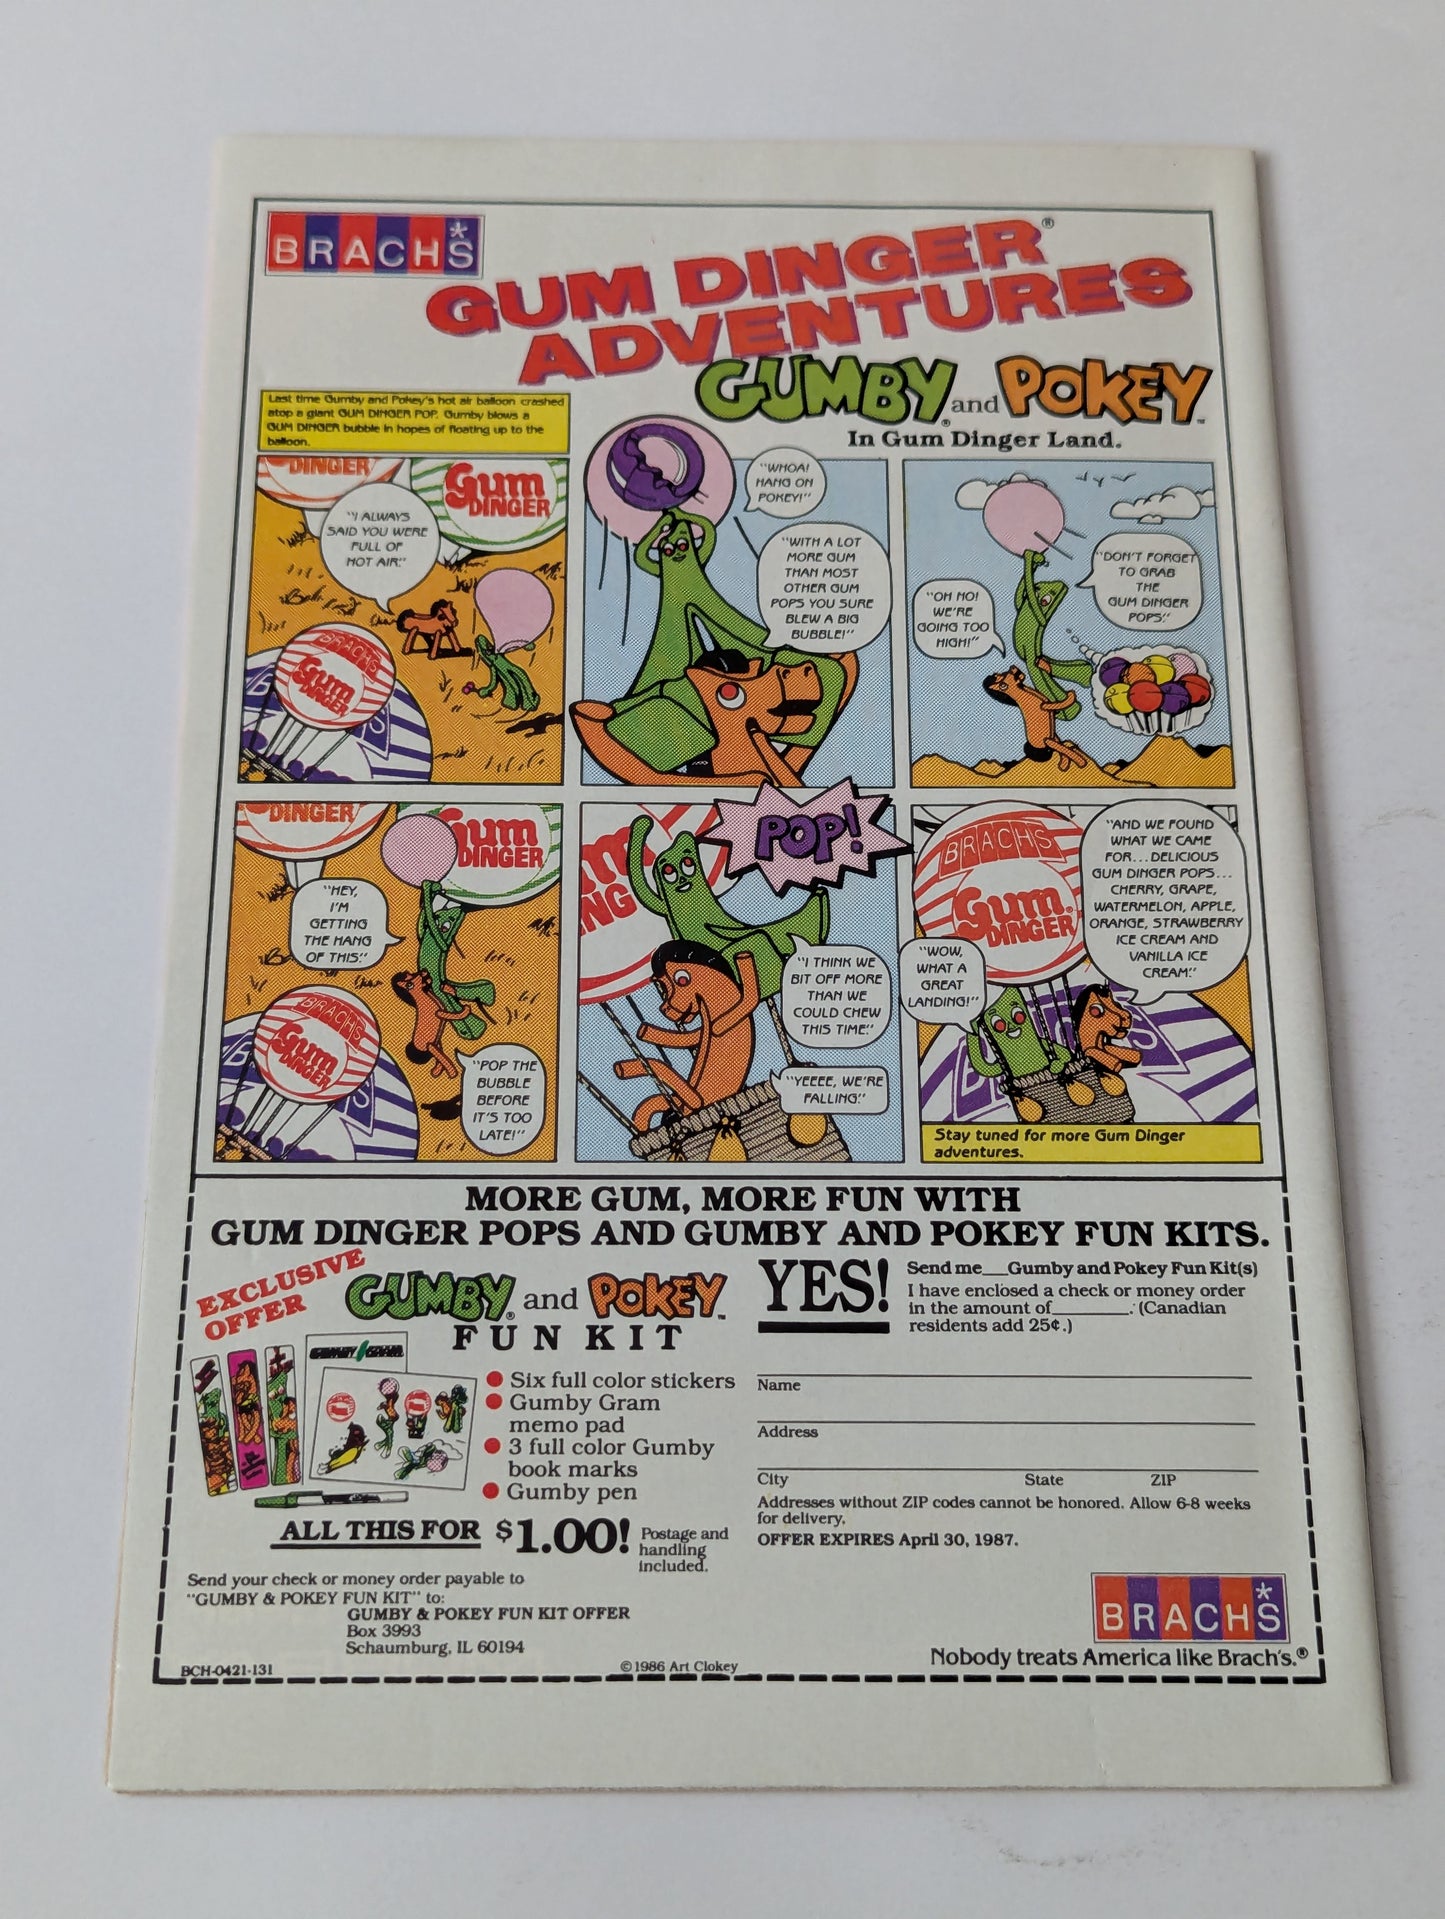 BRACH'S
GUM DINGER®
ADVENTURES
GUMBY® and POKEY™
In Gum Dinger Land.
Last time Gumby and Pokey's hot air balloon crashed
atop a giant GUM DINGER POP. Gumby blows a
GUM DINGER bubble in hopes of floating up to the
balloon.
DINGER
Gum
DINGER
"I ALWAYS
SAID YOU WERE
FULL OF
HOT AIR."
BRACH'S
Gum
DINGER
B
S
"WHOA!
HANG ON
POKEY!"
"WITH A LOT
MORE GUM
THAN MOST
OTHER GUM
POPS YOU SURE
BLEW A BIG
BUBBLE!"
"OH NO!
WE'RE
GOING TOO
HIGH!"
"DON'T FORGET
TO GRAB
THE
GUM DINGER
POPS."
DINGER
Gum
DINGER
"HEY,
I'M
GETTING
THE HANG
OF THIS."
BRACH'S
Gum
DINGER
B
"POP THE
BUBBLE
BEFORE
IT'S TOO
LATE!"
POP!
m
NG
"I THINK WE
BIT OFF MORE
THAN WE
COULD CHEW
THIS TIME."
"YEEEE, WE'RE
FALLING."
BRACH'S
Gum
DINGER
"AND WE FOUND
WHAT WE CAME
FOR...DELICIOUS
GUM DINGER POPS...
CHERRY, GRAPE,
WATERMELON, APPLE,
ORANGE, STRAWBERRY
ICE CREAM AND
VANILLA ICE
CREAM."
"WOW,
WHAT A
GREAT
LANDING!"
B
S
Stay tuned for more Gum Dinger
adventures.
MORE GUM, MORE FUN WITH
GUM DINGER POPS AND GUMBY AND POKEY FUN KITS.
EXCLUSIVE
OFFER
GUMBY® and POKEY™
FUN KIT
GUMBY GRAM
• Six full color stickers
• Gumby Gram
memo pad
• 3 full color Gumby
book marks
• Gumby pen
ALL THIS FOR $1.00! Postage and
handling
included.
Send your check or money order payable to
"GUMBY & POKEY FUN KIT" to:
GUMBY & POKEY FUN KIT OFFER
Box 3993
Schaumburg, IL 60194
BCH-0421-131
©1986 Art Clokey
YES!
Send me___Gumby and Pokey Fun Kit(s)
I have enclosed a check or money order
in the amount of________. (Canadian
residents add 25¢.)
Name
Address
City State ZIP
Addresses without ZIP codes cannot be honored. Allow 6-8 weeks
for delivery.
OFFER EXPIRES April 30, 1987.
BRACH'S
Nobody treats America like Brach's.®